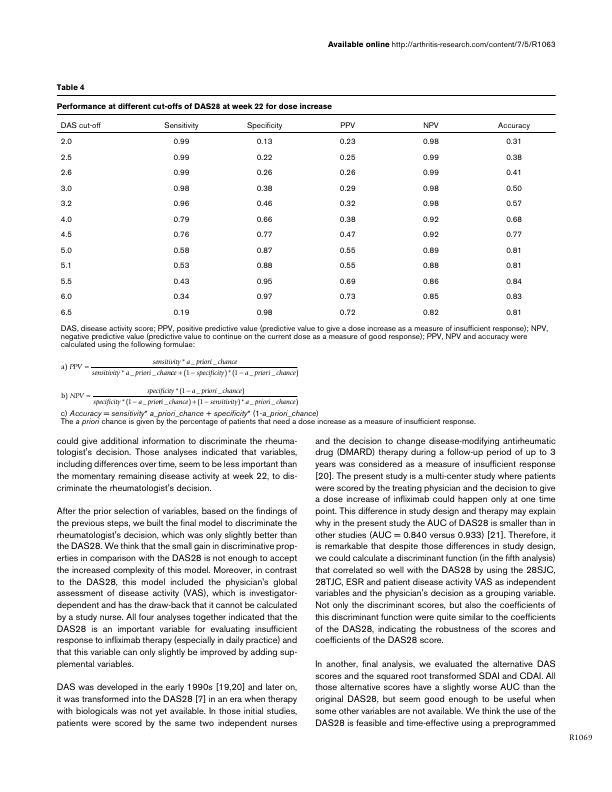 Available online http://arthritis-research.com/content/7/5/R1063
Table 4
Performance at different cut-offs of DAS28 at week 22 for dose increase
DAS cut-off Sensitivity Specificity PPV NPV Accuracy
2.0 0.99 0.13 0.23 0.98 0.31
2.5 0.99 0.22 0.25 0.99 0.38
2.6 0.99 0.26 0.26 0.99 0.41
3.0 0.98 0.38 0.29 0.98 0.50
3.2 0.96 0.46 0.32 0.98 0.57
4.0 0.79 0.66 0.38 0.92 0.68
4.5 0.76 0.77 0.47 0.92 0.77
5.0 0.58 0.87 0.55 0.89 0.81
5.1 0.53 0.88 0.55 0.88 0.81
5.5 0.43 0.95 0.69 0.86 0.84
6.0 0.34 0.97 0.73 0.85 0.83
6.5 0.19 0.98 0.72 0.82 0.81
DAS, disease activity score; PPV, positive predictive value (predictive value to give a dose increase as a measure of insufficient response); NPV,
negative predictive value (predictive value to continue on the current dose as a measure of good response); PPV, NPV and accuracy were
calculated using the following formulae:
a) PPV = sensitivity * a_priori_chance
sensitivity * a_priori_chance + (1 − specificity) * (1 − a_priori_chance)
b) NPV = specificity * (1 − a_priori_chance)
specificity * (1 − a_priori_chance) + (1 − sensitivity) * a_priori_chance)
c) Accuracy = sensitivity* a_priori_chance + specificity* (1-a_priori_chance)
The a priori chance is given by the percentage of patients that need a dose increase as a measure of insufficient response.
could give additional information to discriminate the rheuma-
tologist's decision. Those analyses indicated that variables,
including differences over time, seem to be less important than
the momentary remaining disease activity at week 22, to dis-
criminate the rheumatologist's decision.
After the prior selection of variables, based on the findings of
the previous steps, we built the final model to discriminate the
rheumatologist's decision, which was only slightly better than
the DAS28. We think that the small gain in discriminative prop-
erties in comparison with the DAS28 is not enough to accept
the increased complexity of this model. Moreover, in contrast
to the DAS28, this model included the physician's global
assessment of disease activity (VAS), which is investigator-
dependent and has the draw-back that it cannot be calculated
by a study nurse. All four analyses together indicated that the
DAS28 is an important variable for evaluating insufficient
response to infliximab therapy (especially in daily practice) and
that this variable can only slightly be improved by adding sup-
plemental variables.
DAS was developed in the early 1990s [19,20] and later on,
it was transformed into the DAS28 [7] in an era when therapy
with biologicals was not yet available. In those initial studies,
patients were scored by the same two independent nurses
and the decision to change disease-modifying antirheumatic
drug (DMARD) therapy during a follow-up period of up to 3
years was considered as a measure of insufficient response
[20]. The present study is a multi-center study where patients
were scored by the treating physician and the decision to give
a dose increase of infliximab could happen only at one time
point. This difference in study design and therapy may explain
why in the present study the AUC of DAS28 is smaller than in
other studies (AUC = 0.840 versus 0.933) [21]. Therefore, it
is remarkable that despite those differences in study design,
we could calculate a discriminant function (in the fifth analysis)
that correlated so well with the DAS28 by using the 28SJC,
28TJC, ESR and patient disease activity VAS as independent
variables and the physician's decision as a grouping variable.
Not only the discriminant scores, but also the coefficients of
this discriminant function were quite similar to the coefficients
of the DAS28, indicating the robustness of the scores and
coefficients of the DAS28 score.
In another, final analysis, we evaluated the alternative DAS
scores and the squared root transformed SDAI and CDAI. All
those alternative scores have a slightly worse AUC than the
original DAS28, but seem good enough to be useful when
some other variables are not available. We think the use of the
DAS28 is feasible and time-effective using a preprogrammed
R1069